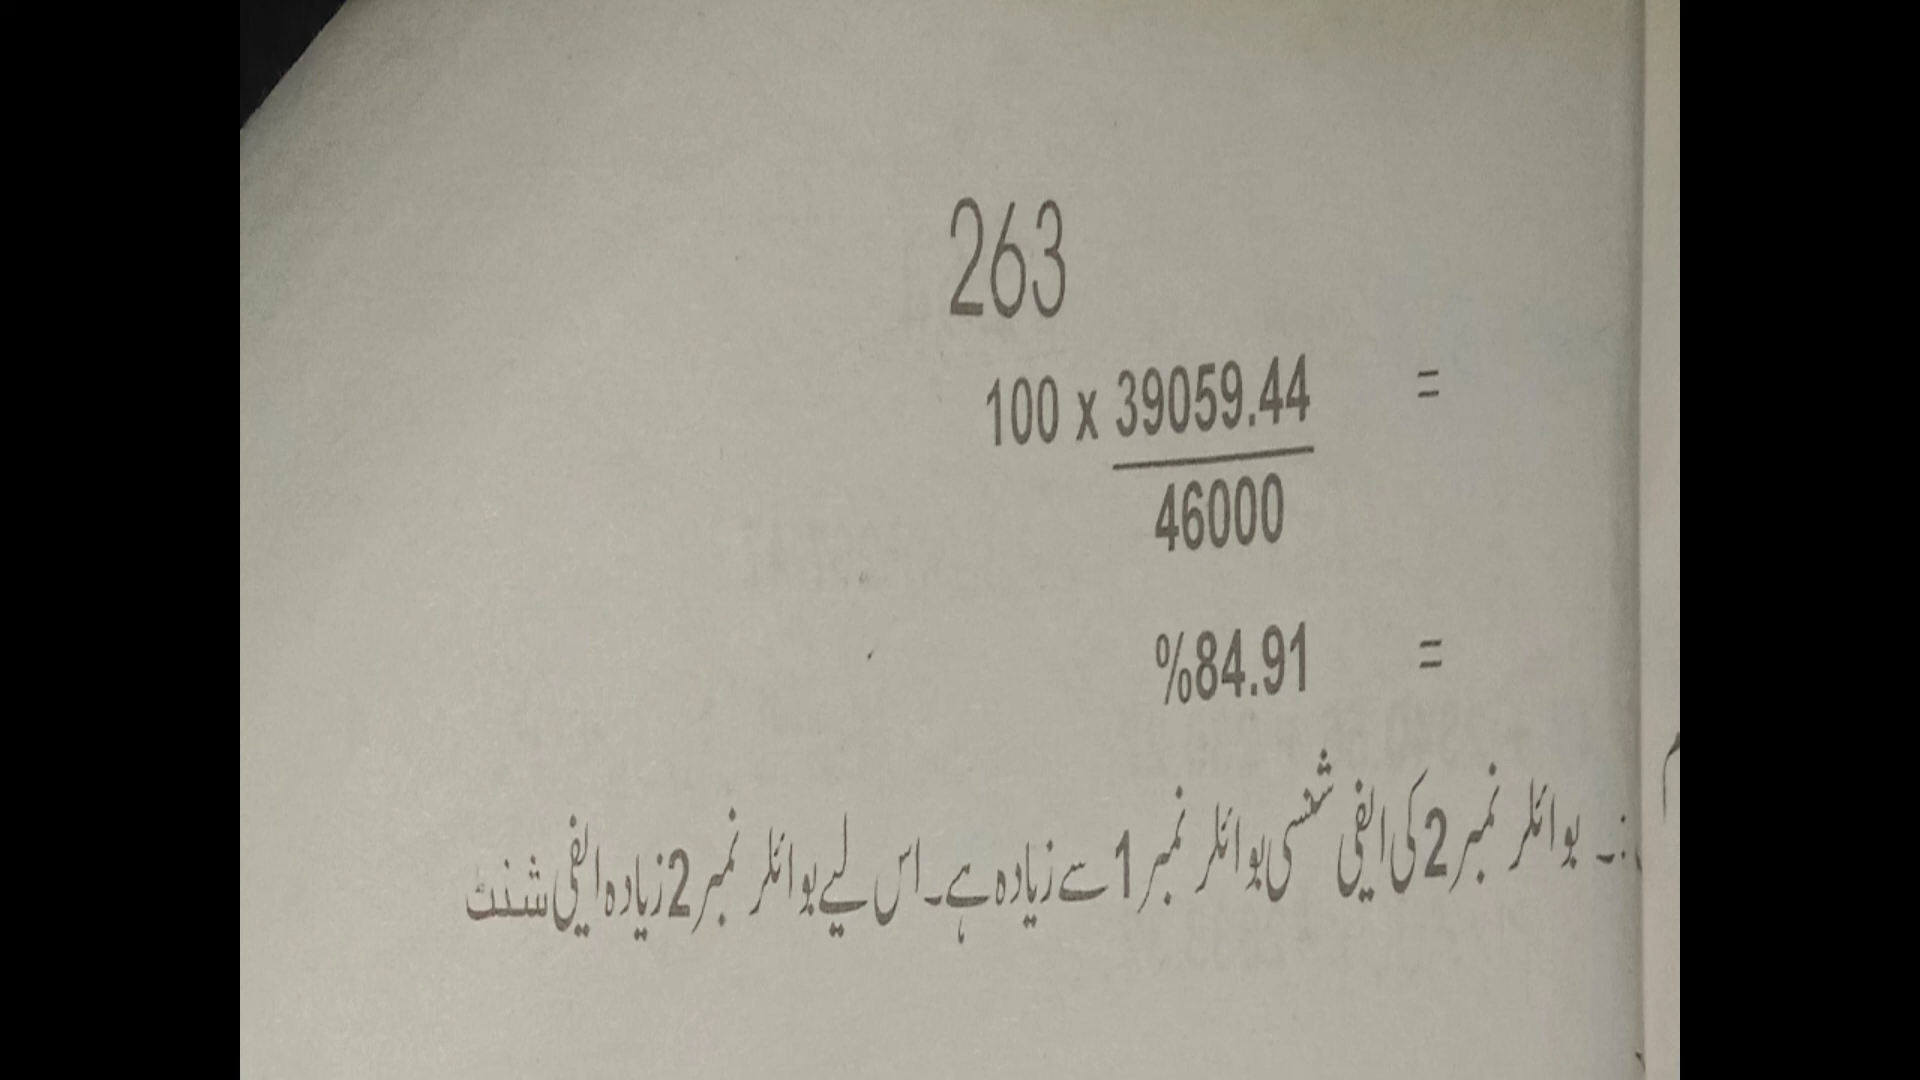 263
= 100 x 39059.44
46000
= %84.91
:۔ بوائلر نمبر 2 کی ایفی شنسی بوائلر نمبر 1 سے زیادہ ہے۔ اس لیے بوائلر نمبر 2 زیادہ ایفی شنٹ